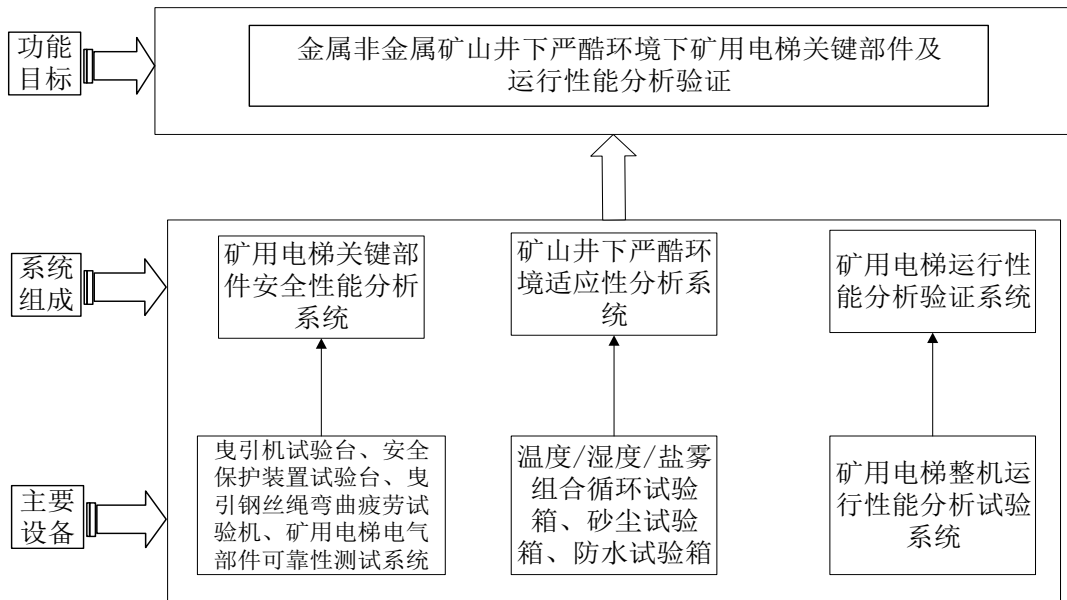 功能
目标
金属非金属矿山井下严酷环境下矿用电梯关键部件及
运行性能分析验证
系统
组成
矿用电梯关键部
件安全性能分析
系统
矿山井下严酷环
境适应性分析系
统
矿用电梯运行性
能分析验证系统
主要
设备
曳引机试验台、安全
保护装置试验台、曳
引钢丝绳弯曲疲劳试
验机、矿用电梯电气
部件可靠性测试系统
温度/湿度/盐雾
组合循环试验
箱、砂尘试验
箱、防水试验箱
矿用电梯整机运
行性能分析试验
系统